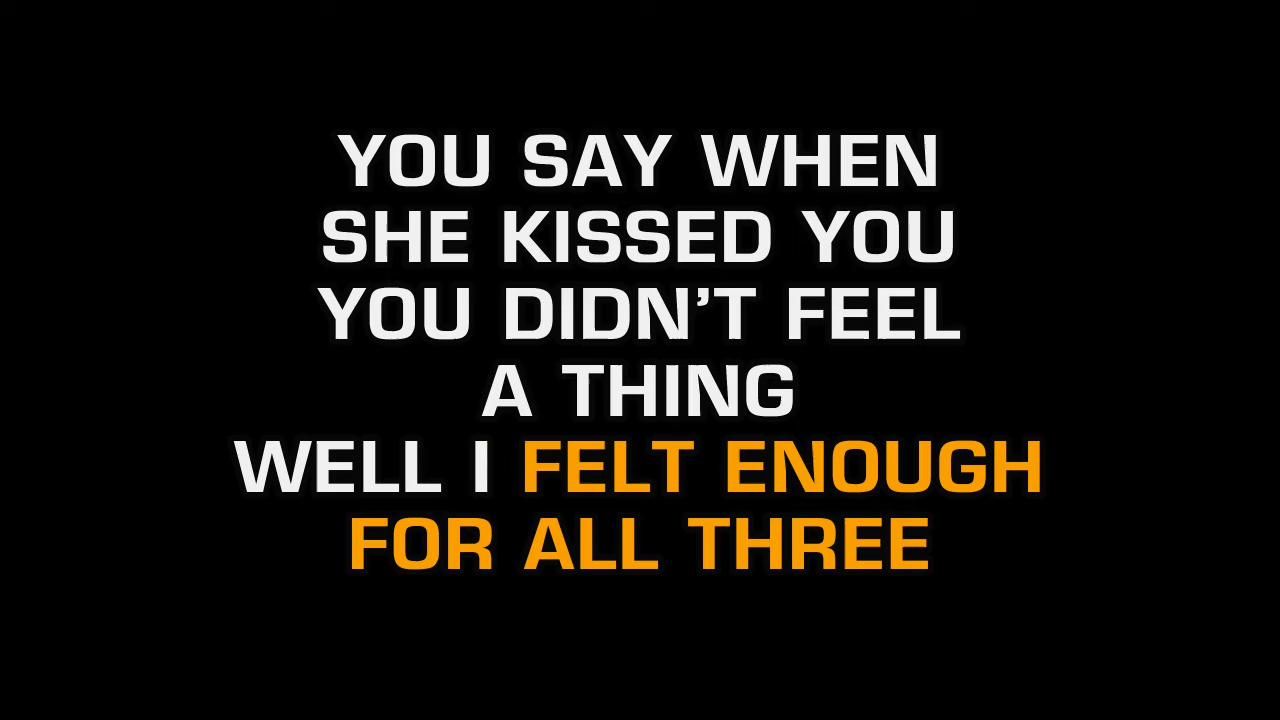 YOU SAY WHEN
SHE KISSED YOU
YOU DIDN’T FEEL
A THING
WELL I FELT ENOUGH
FOR ALL THREE